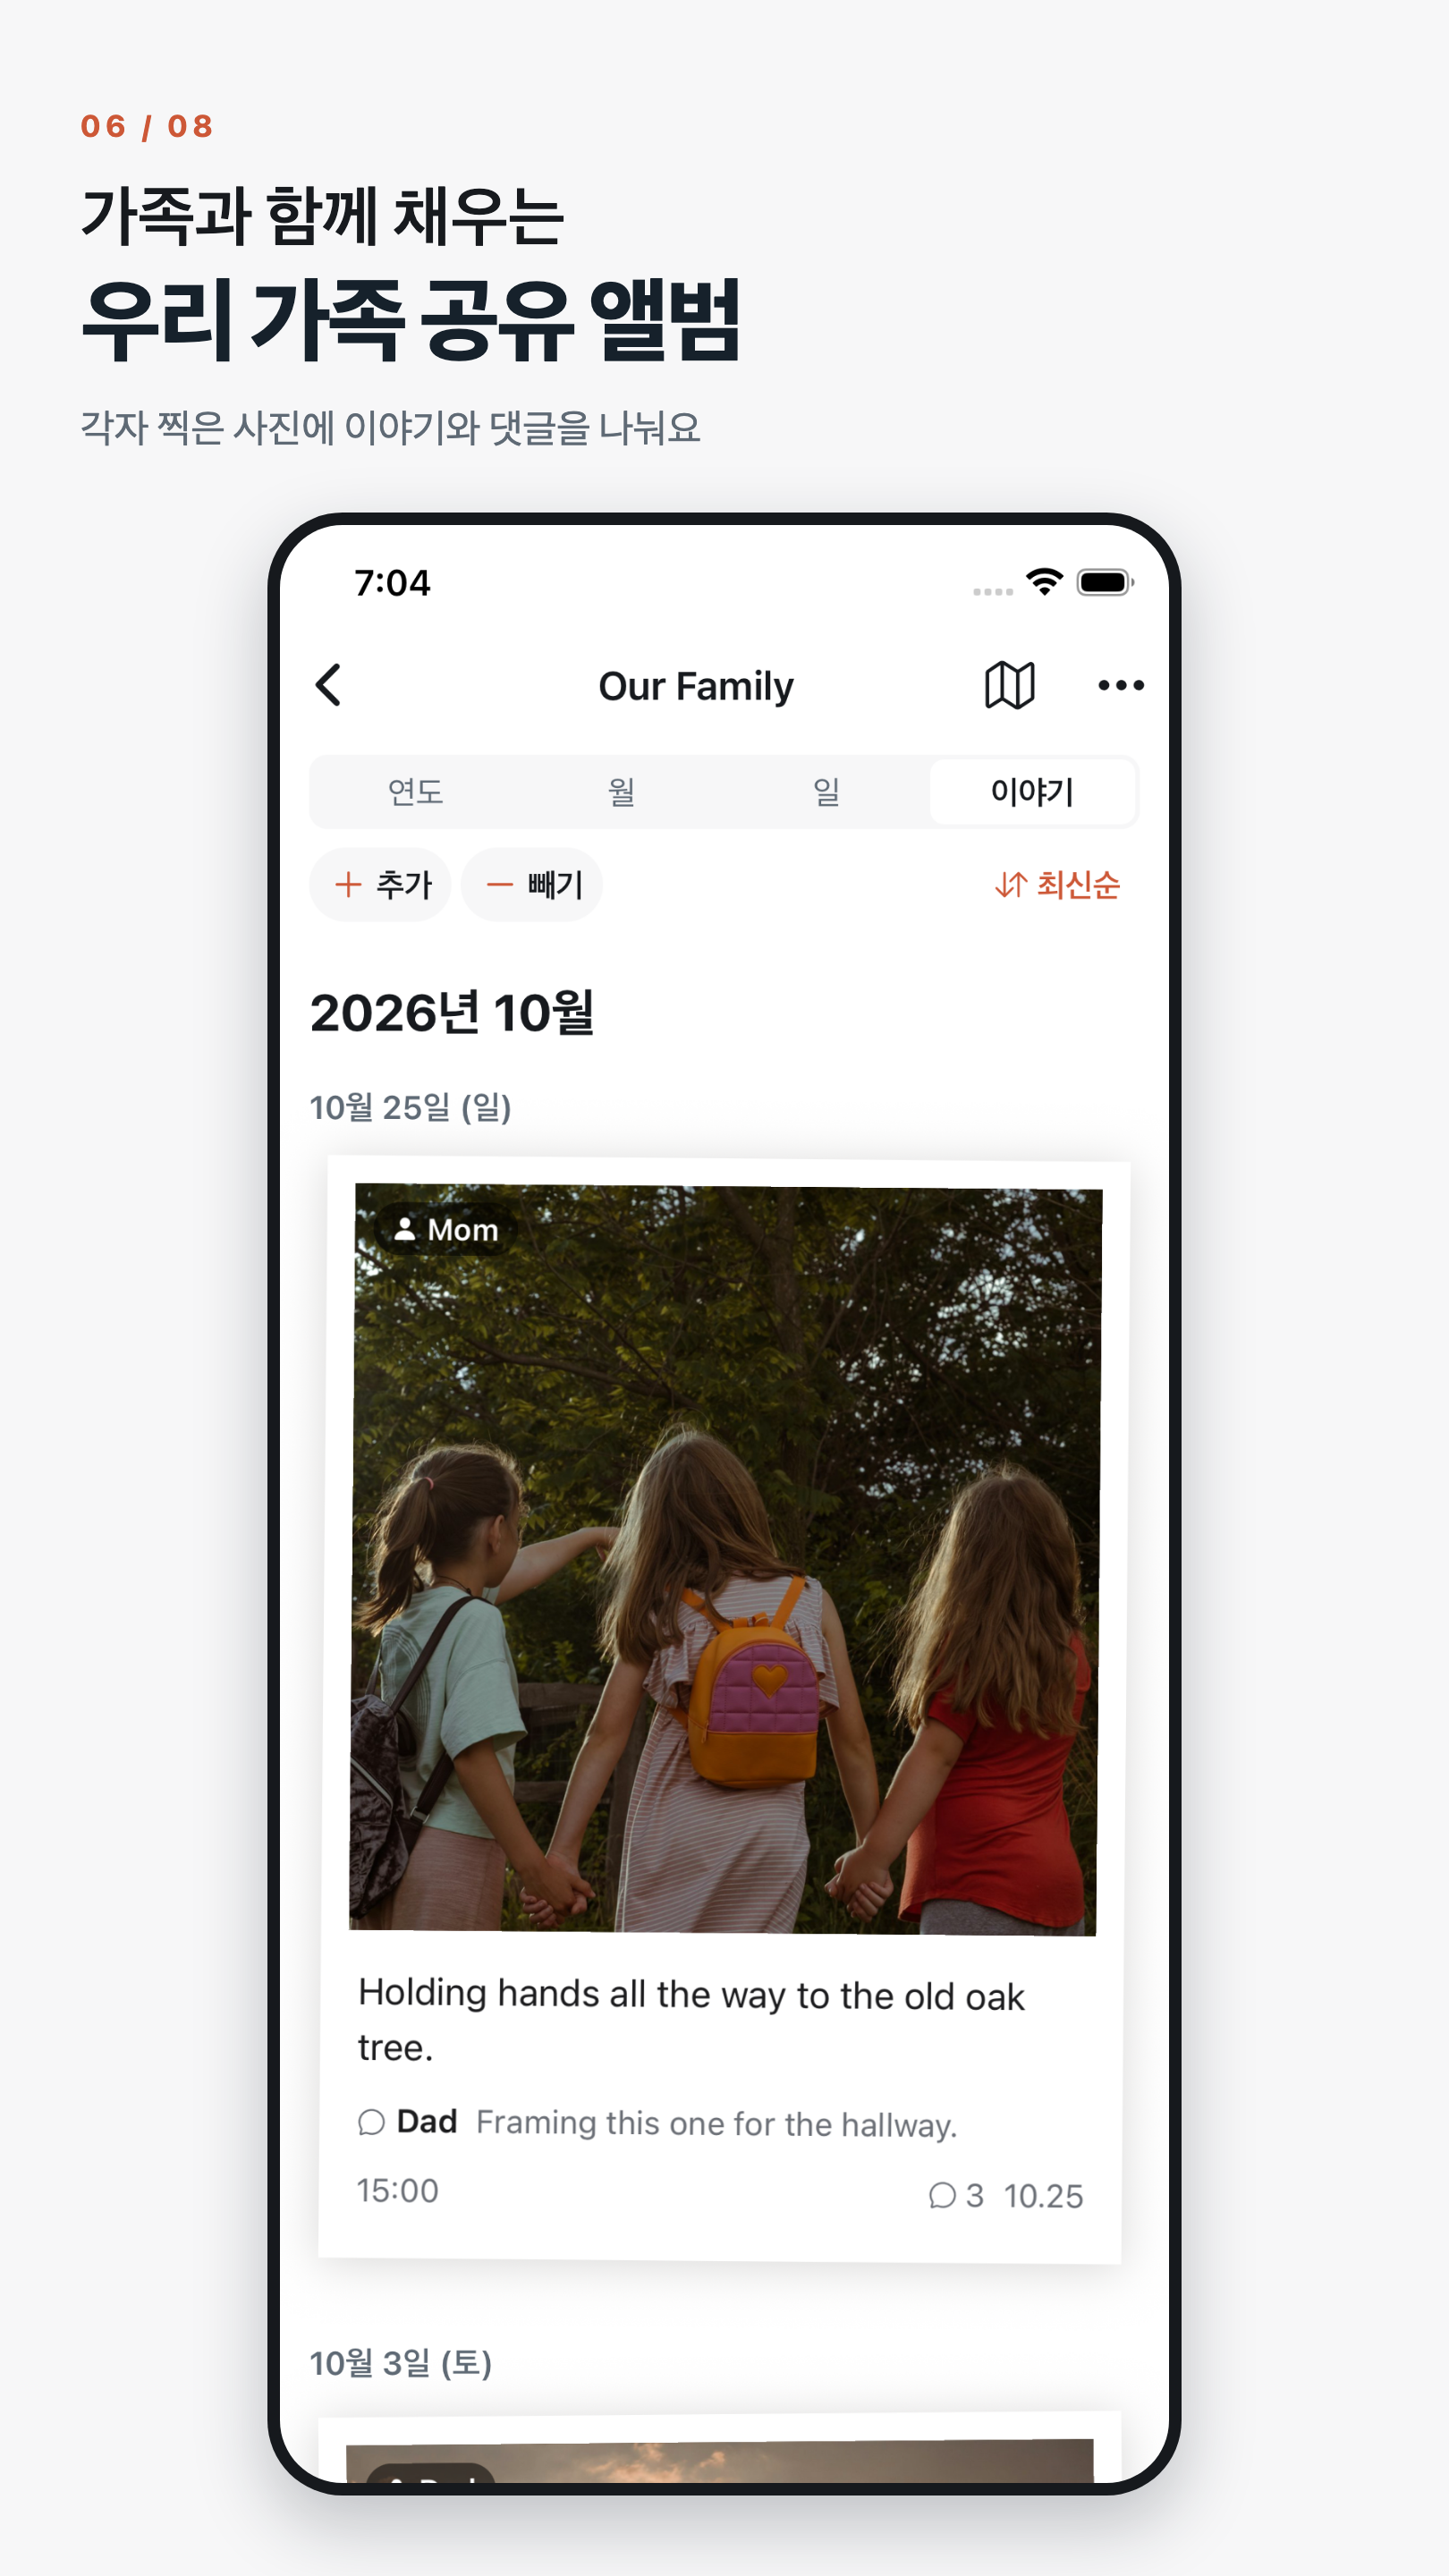 06 / 08
가족과 함께 채우는
우리 가족 공유 앨범
각자 찍은 사진에 이야기와 댓글을 나눠요
7:04
Our Family
연도 월 일 이야기
추가 빼기 최신순
2026년 10월
10월 25일 (일)
Mom
Holding hands all the way to the old oak
tree.
Dad Framing this one for the hallway.
15:00 3 10.25
10월 3일 (토)